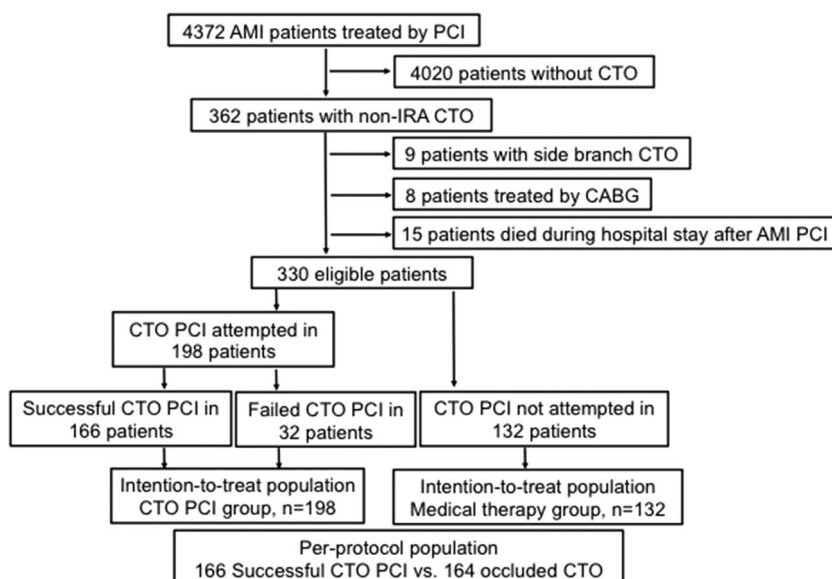 4372 AMI patients treated by PCI
4020 patients without CTO
362 patients with non-IRA CTO
9 patients with side branch CTO
8 patients treated by CABG
15 patients died during hospital stay after AMI PCI
330 eligible patients
CTO PCI attempted in
198 patients
Successful CTO PCI in
166 patients
Failed CTO PCI in
32 patients
CTO PCI not attempted in
132 patients
Intention-to-treat population
CTO PCI group, n=198
Intention-to-treat population
Medical therapy group, n=132
Per-protocol population
166 Successful CTO PCI vs. 164 occluded CTO